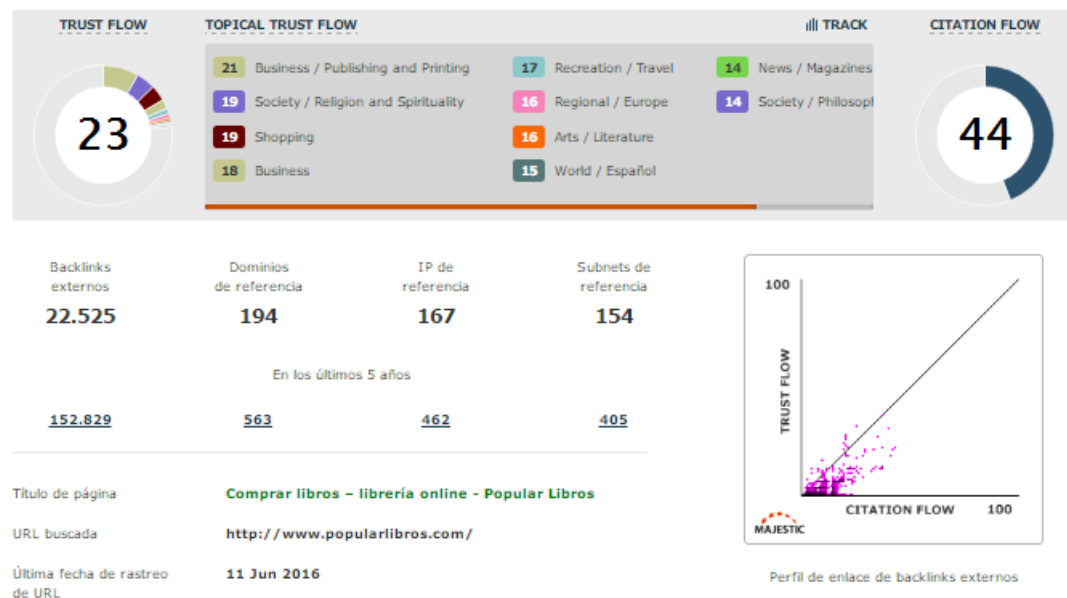 TRUST FLOW
TOPICAL TRUST FLOW
TRACK
CITATION FLOW
23
21 Business / Publishing and Printing
19 Society / Religion and Spirituality
19 Shopping
18 Business
17 Recreation / Travel
16 Regional / Europe
16 Arts / Literature
15 World / Español
14 News / Magazines
14 Society / Philosoph
44
Backlinks
externos
22.525
Dominios
de referencia
194
IP de
referencia
167
Subnets de
referencia
154
En los últimos 5 años
152.829
563
462
405
Título de página
Comprar libros – librería online - Popular Libros
URL buscada
http://www.popularlibros.com/
Última fecha de rastreo
de URL
11 Jun 2016
100
TRUST FLOW
CITATION FLOW
100
MAJESTIC
Perfil de enlace de backlinks externos